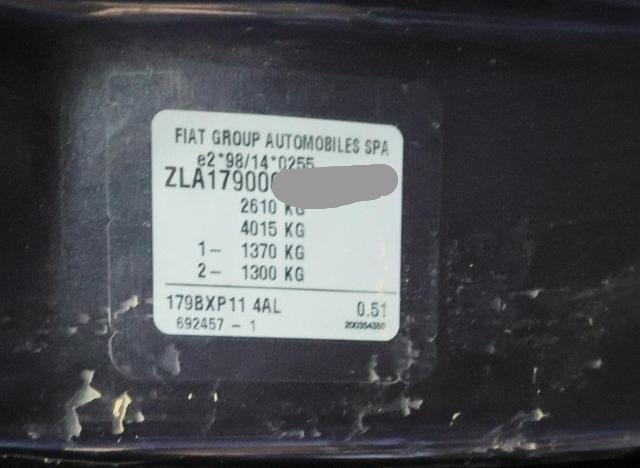 FIAT GROUP AUTOMOBILES SPA
e2*98/14*0255
ZLA17900
2610 KG
4015 KG
1- 1370 KG
2- 1300 KG
179BXP11 4AL 0.51
692457 - 1